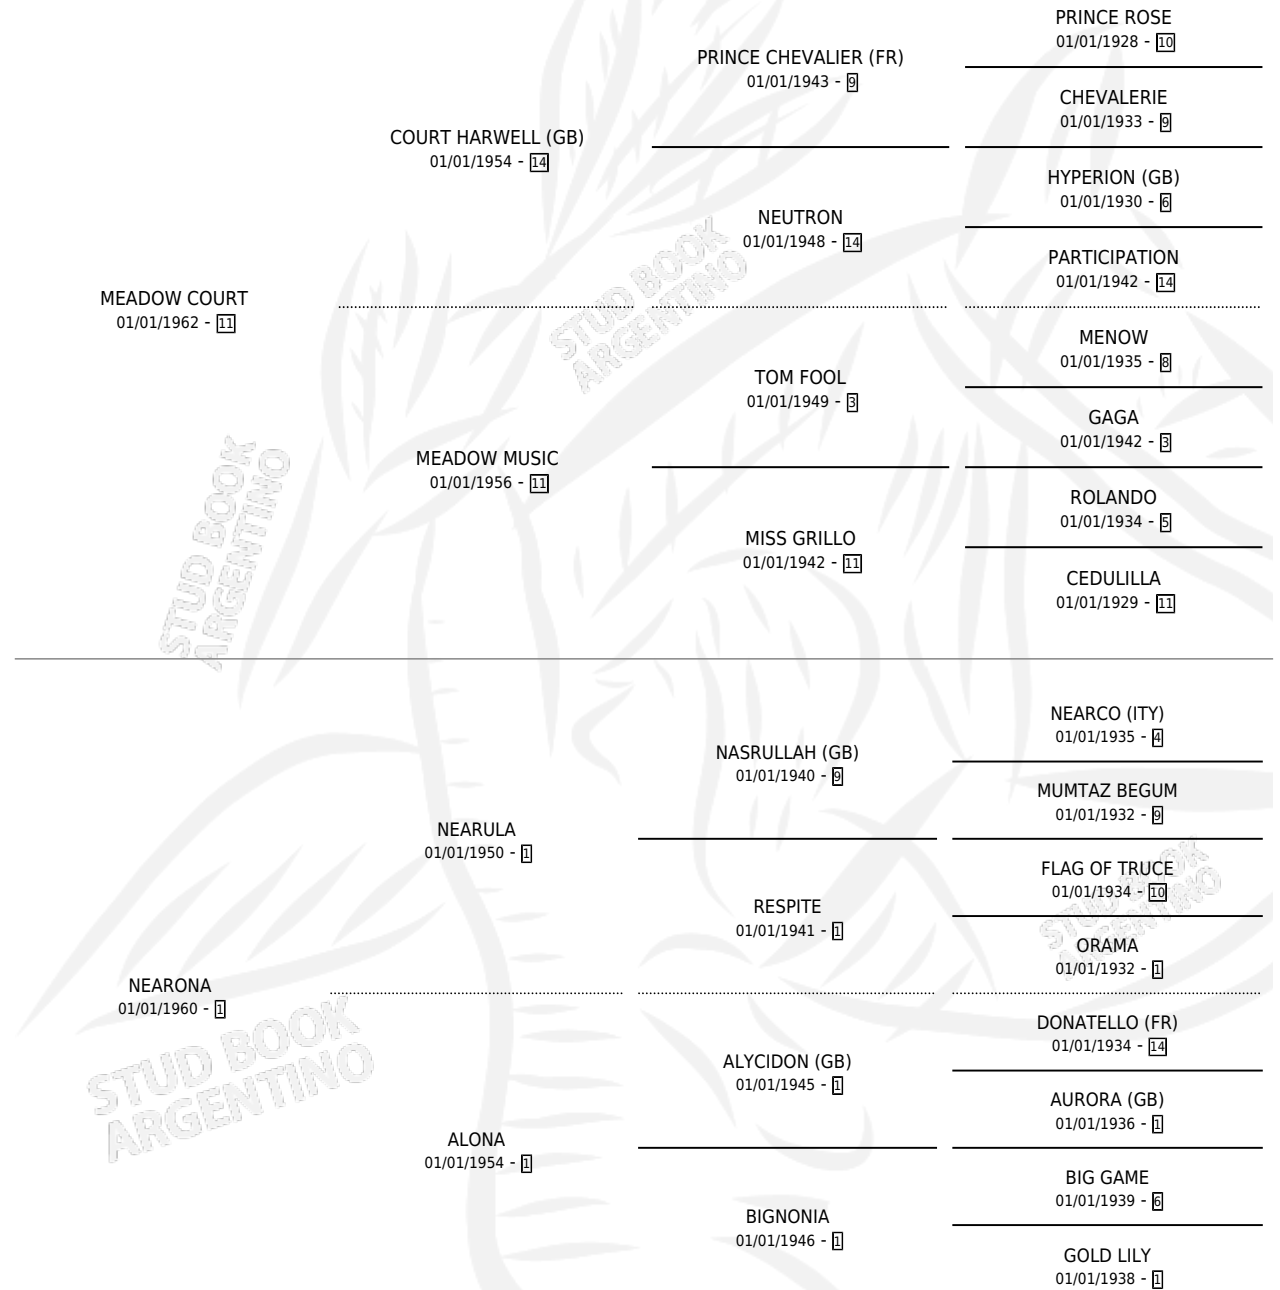 PRINCE ROSE
01/01/1928 - 10
PRINCE CHEVALIER (FR)
01/01/1943 - 9
CHEVALERIE
01/01/1933 - 9
COURT HARWELL (GB)
01/01/1954 - 14
HYPERION (GB)
01/01/1930 - 6
NEUTRON
01/01/1948 - 14
PARTICIPATION
01/01/1942 - 14
MEADOW COURT
01/01/1962 - 11
MENOW
01/01/1935 - 8
TOM FOOL
01/01/1949 - 3
GAGA
01/01/1942 - 3
MEADOW MUSIC
01/01/1956 - 11
ROLANDO
01/01/1934 - 5
MISS GRILLO
01/01/1942 - 11
CEDULILLA
01/01/1929 - 11
STUD BOOK
ARGENTINO
STUD BOOK
ARGENTINO
NEARCO (ITY)
01/01/1935 - 4
NASRULLAH (GB)
01/01/1940 - 9
MUMTAZ BEGUM
01/01/1932 - 9
NEARULA
01/01/1950 - 1
FLAG OF TRUCE
01/01/1934 - 10
RESPITE
01/01/1941 - 1
ORAMA
01/01/1932 - 1
STUD BOOK
ARGENTINO
NEARONA
01/01/1960 - 1
STUD BOOK
ARGENTINO
DONATELLO (FR)
01/01/1934 - 14
ALYCIDON (GB)
01/01/1945 - 1
AURORA (GB)
01/01/1936 - 1
ALONA
01/01/1954 - 1
BIG GAME
01/01/1939 - 6
BIGNONIA
01/01/1946 - 1
GOLD LILY
01/01/1938 - 1